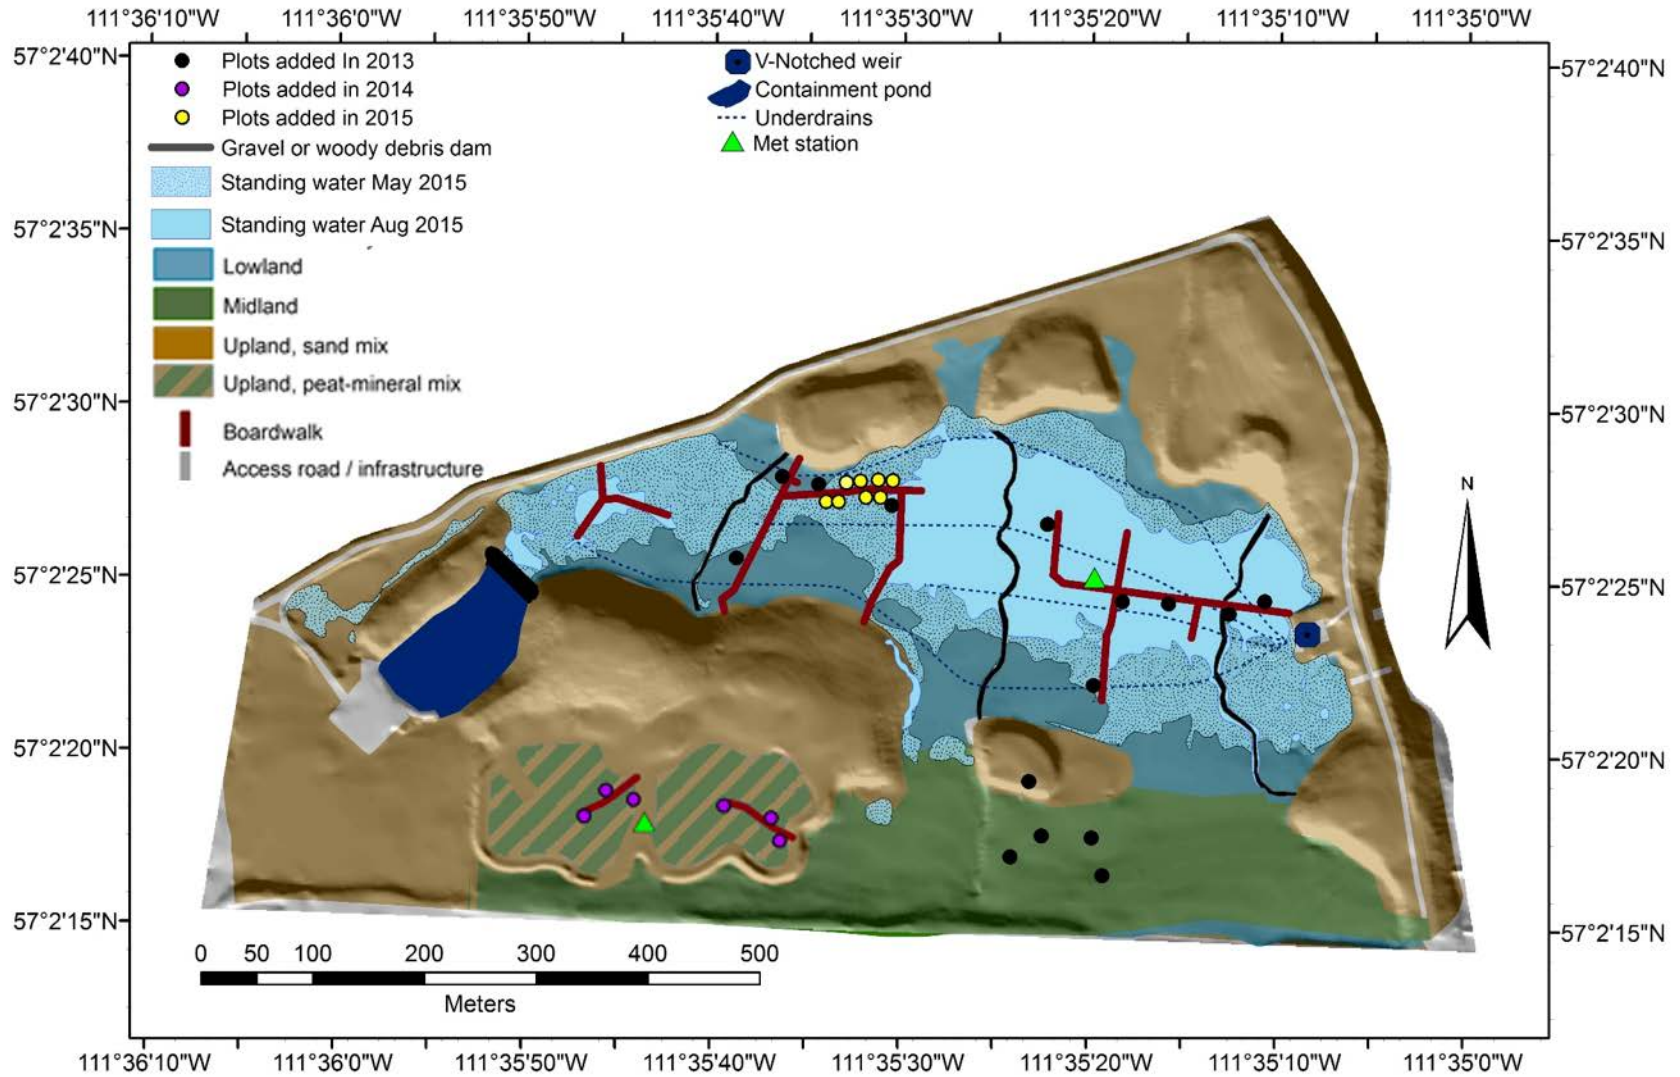 111°36'10"W 111°36'0"W 111°35'50"W 111°35'40"W 111°35'30"W 111°35'20"W 111°35'10"W 111°35'0"W
57°2'40"N
57°2'35"N
57°2'30"N
57°2'25"N
57°2'20"N
57°2'15"N
Plots added In 2013
Plots added in 2014
Plots added in 2015
Gravel or woody debris dam
Standing water May 2015
Standing water Aug 2015
Lowland
Midland
Upland, sand mix
Upland, peat-mineral mix
Boardwalk
Access road / infrastructure
V-Notched weir
Containment pond
Underdrains
Met station
N
0 50 100 200 300 400 500
Meters
57°2'40"N
57°2'35"N
57°2'30"N
57°2'25"N
57°2'20"N
57°2'15"N
111°36'10"W 111°36'0"W 111°35'50"W 111°35'40"W 111°35'30"W 111°35'20"W 111°35'10"W 111°35'0"W